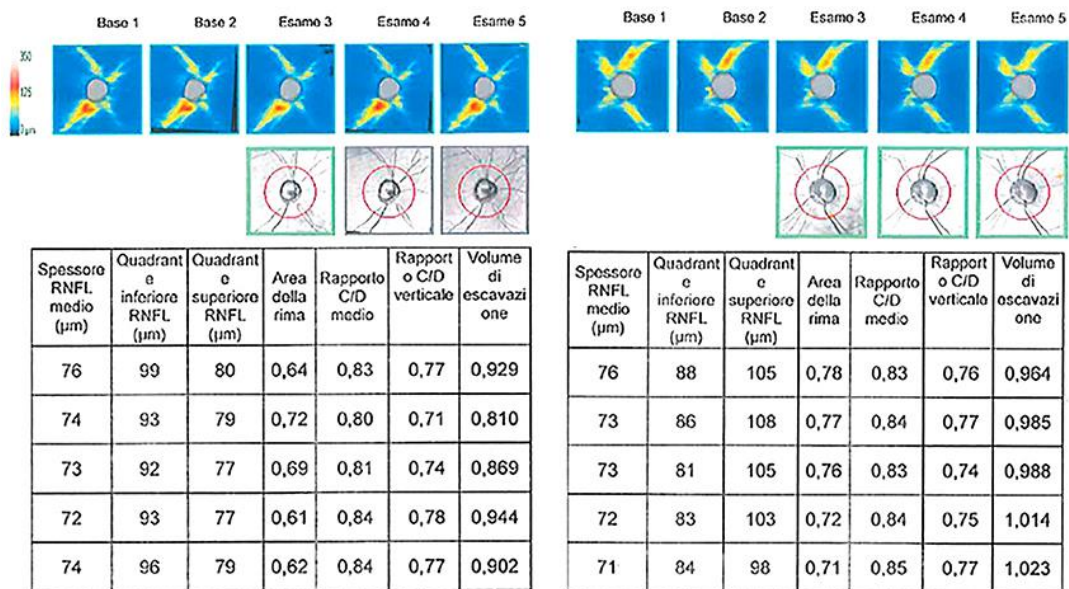 Base 1 Base 2 Esame 3 Esame 4 Esame 5
350
175
0 µm
Spessore RNFL medio (µm)
Quadrant e inferiore RNFL (µm)
Quadrant e superiore RNFL (µm)
Area della rima
Rapporto C/D medio
Rapport o C/D verticale
Volume di escavazi one
76 99 80 0,64 0,83 0,77 0,929
74 93 79 0,72 0,80 0,71 0,810
73 92 77 0,69 0,81 0,74 0,869
72 93 77 0,61 0,84 0,78 0,944
74 96 79 0,62 0,84 0,77 0,902
Base 1 Base 2 Esame 3 Esame 4 Esame 5
Spessore RNFL medio (µm)
Quadrant e inferiore RNFL (µm)
Quadrant e superiore RNFL (µm)
Area della rima
Rapporto C/D medio
Rapport o C/D verticale
Volume di escavazi one
76 88 105 0,78 0,83 0,76 0,964
73 86 108 0,77 0,84 0,77 0,985
73 81 105 0,76 0,83 0,74 0,988
72 83 103 0,72 0,84 0,75 1,014
71 84 98 0,71 0,85 0,77 1,023